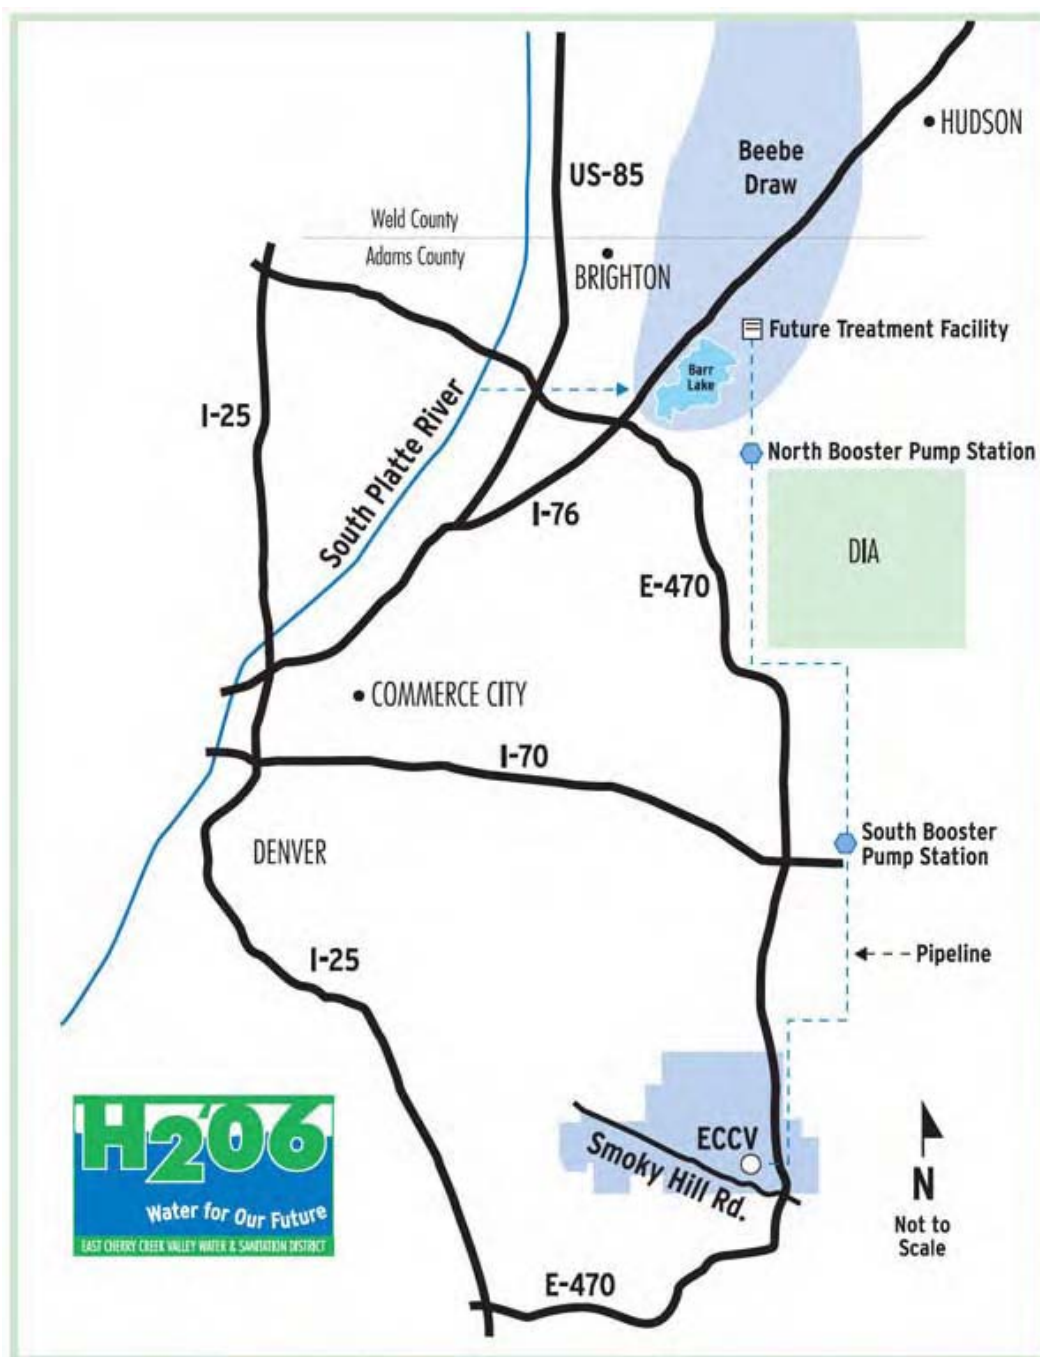 HUDSON
Beebe
Draw
US-85
Weld County
Adams County
BRIGHTON
Future Treatment Facility
Barr
Lake
I-25
South Platte River
North Booster Pump Station
I-76
DIA
E-470
COMMERCE CITY
I-70
South Booster
Pump Station
DENVER
Pipeline
I-25
ECCV
Smoky Hill Rd.
H2'06
Water for Our Future
EAST CHERRY CREEK VALLEY WATER & SANITATION DISTRICT
N
Not to
Scale
E-470